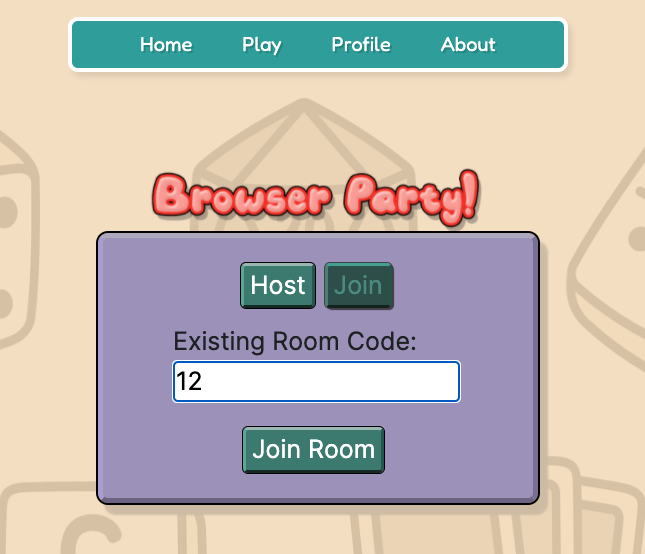 Home Play Profile About
Browser Party!
Host Join
Existing Room Code:
12
Join Room
C